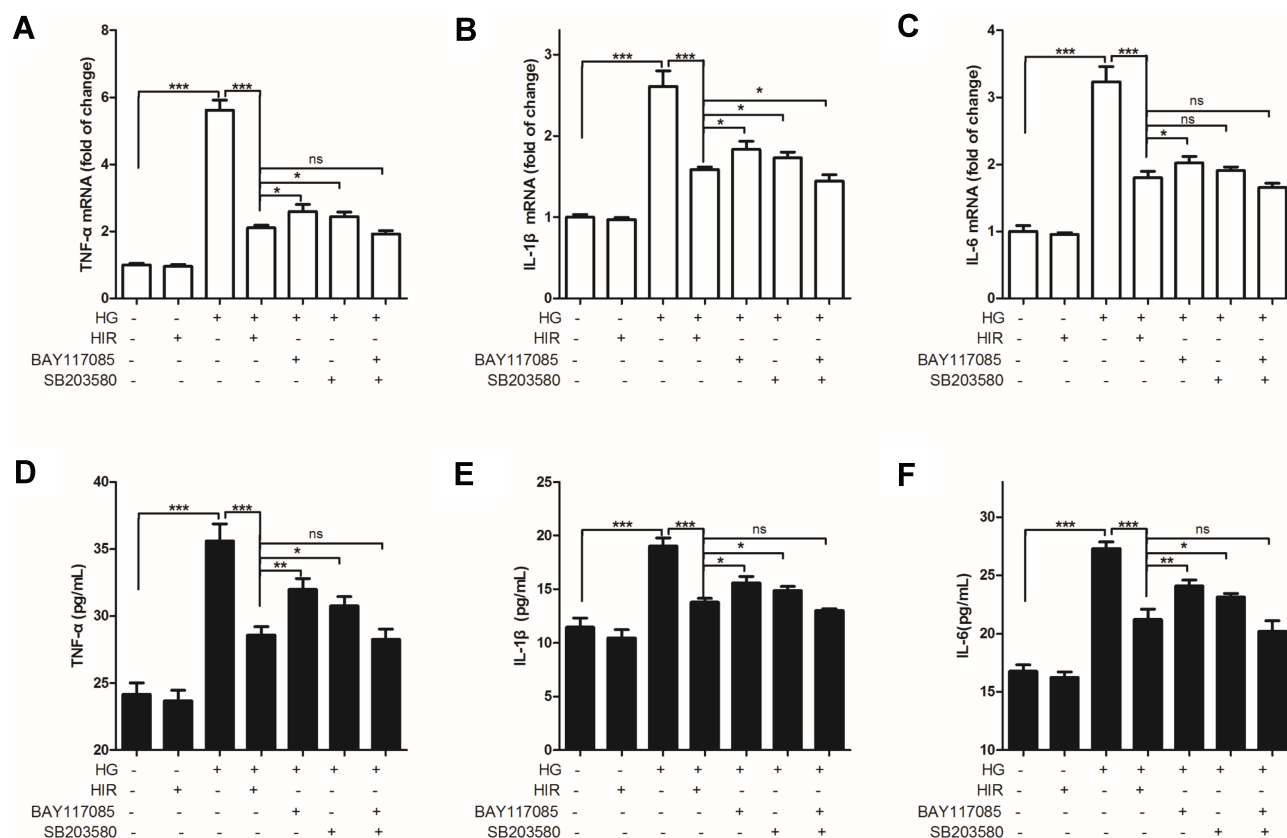 A
TNF-α mRNA (fold of change)
8
6
4
2
0
*** ***
ns
*
*
HG - - + + + + +
HIR - + - + - - -
BAY117085 - - - - + - +
SB203580 - - - - - + +
B
IL-1β mRNA (fold of change)
3
2
1
0
*** ***
*
*
*
HG - - + + + + +
HIR - + - + - - -
BAY117085 - - - - + - +
SB203580 - - - - - + +
C
IL-6 mRNA (fold of change)
4
3
2
1
0
*** ***
ns
ns
*
HG - - + + + + +
HIR - + - + - - -
BAY117085 - - - - + - +
SB203580 - - - - - + +
D
TNF-α (pg/mL)
40
35
30
25
20
*** ***
ns
*
**
HG - - + + + + +
HIR - + - + - - -
BAY117085 - - - - + - +
SB203580 - - - - - + +
E
IL-1β (pg/mL)
25
20
15
10
5
0
*** ***
ns
*
*
HG - - + + + + +
HIR - + - + - - -
BAY117085 - - - - + - +
SB203580 - - - - - + +
F
IL-6(pg/mL)
30
25
20
15
10
*** ***
ns
*
**
HG - - + + + + +
HIR - + - + - - -
BAY117085 - - - - + - +
SB203580 - - - - - + +